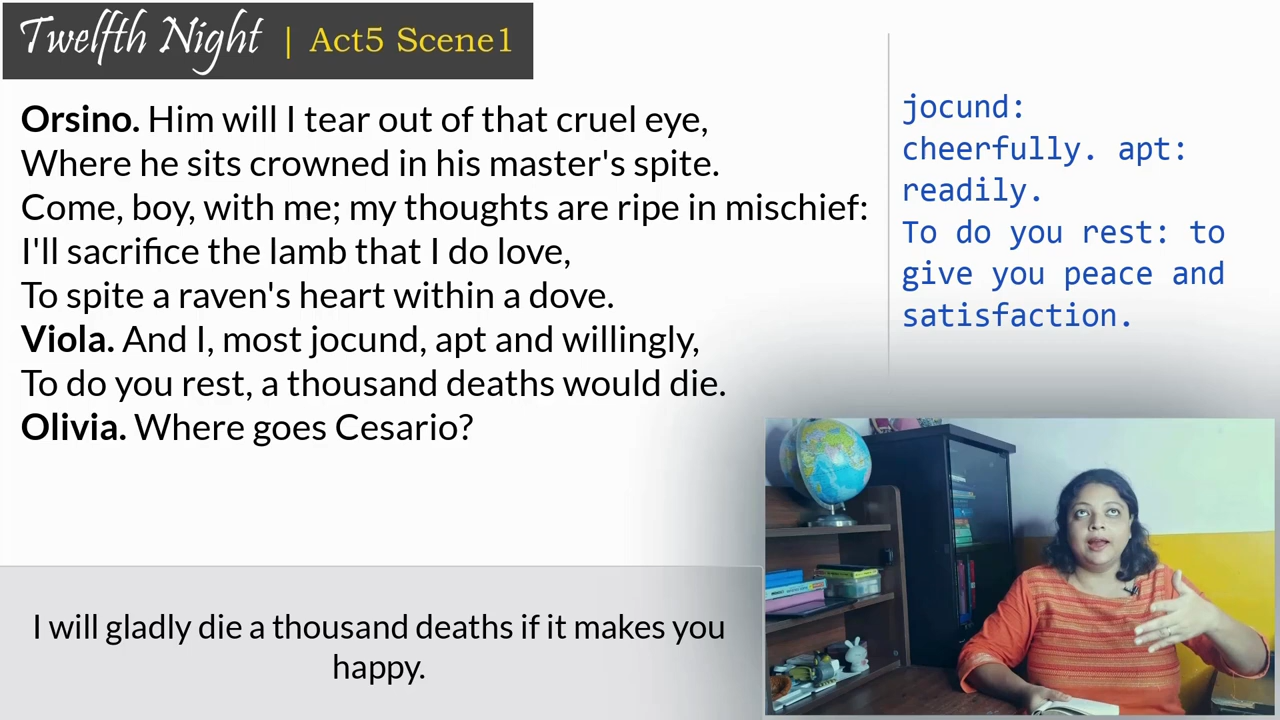 Twelfth Night | Act5 Scene1
Orsino. Him will I tear out of that cruel eye,
Where he sits crowned in his master's spite.
Come, boy, with me; my thoughts are ripe in mischief:
I'll sacrifice the lamb that I do love,
To spite a raven's heart within a dove.
Viola. And I, most jocund, apt and willingly,
To do you rest, a thousand deaths would die.
Olivia. Where goes Cesario?
jocund:
cheerfully. apt:
readily.
To do you rest: to
give you peace and
satisfaction.
I will gladly die a thousand deaths if it makes you
happy.